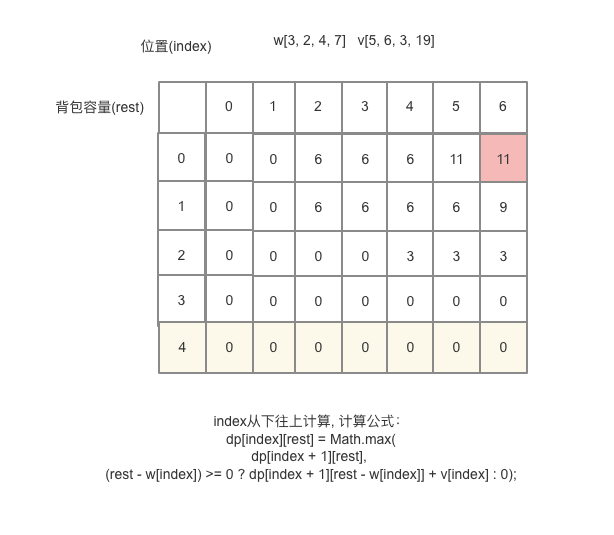 位置(index)
w[3, 2, 4, 7] v[5, 6, 3, 19]
背包容量(rest)
0 1 2 3 4 5 6
0 0 0 6 6 6 11 11
1 0 0 6 6 6 6 9
2 0 0 0 0 3 3 3
3 0 0 0 0 0 0 0
4 0 0 0 0 0 0 0
index从下往上计算, 计算公式：
dp[index][rest] = Math.max(
dp[index + 1][rest],
(rest - w[index]) >= 0 ? dp[index + 1][rest - w[index]] + v[index] : 0);